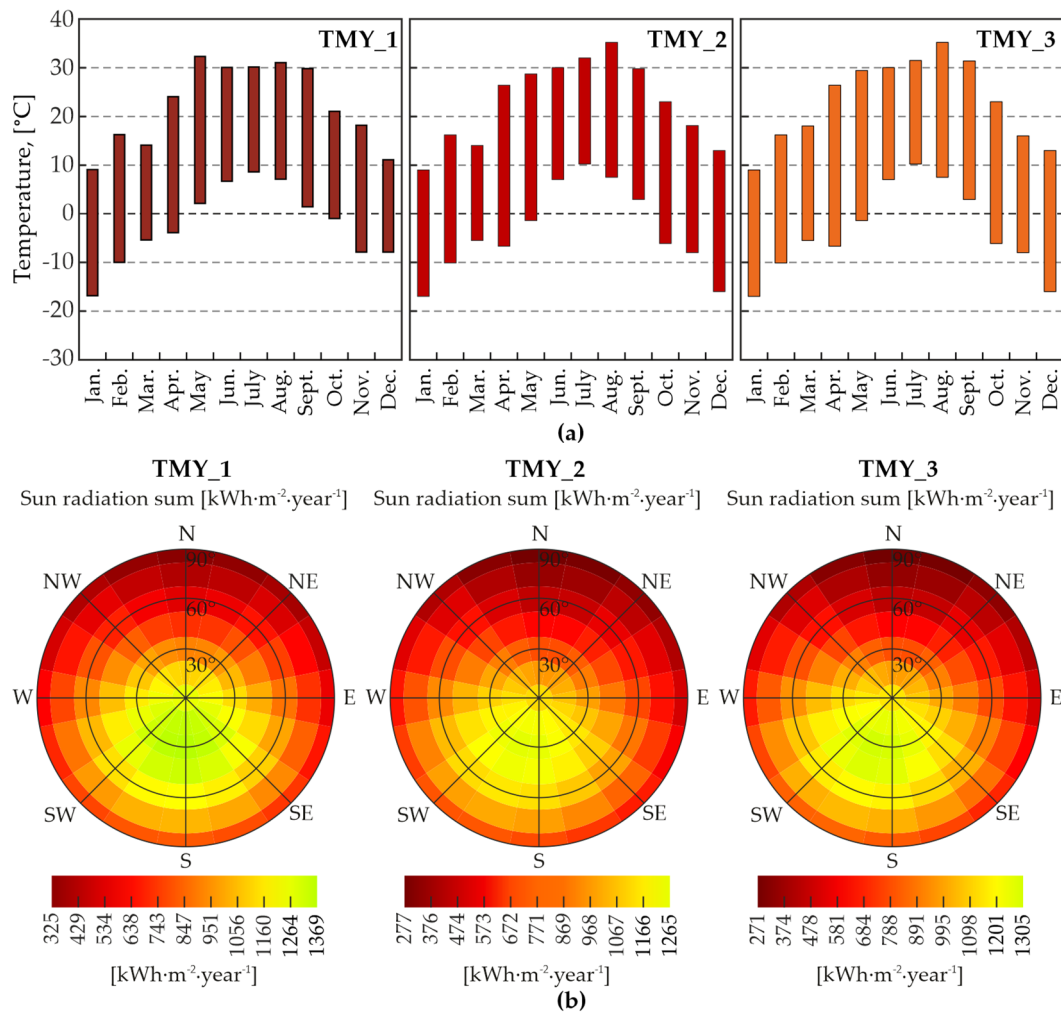 TMY_1 TMY_2 TMY_3
Temperature, [°C]
40
30
20
10
0
-10
-20
-30
Jan. Feb. Mar. Apr. May Jun. July Aug. Sept. Oct. Nov. Dec.
Jan. Feb. Mar. Apr. May Jun. July Aug. Sept. Oct. Nov. Dec.
Jan. Feb. Mar. Apr. May Jun. July Aug. Sept. Oct. Nov. Dec.
(a)
TMY_1
Sun radiation sum [kWh·m⁻²·year⁻¹]
N
NW NE
90°
60°
30°
W E
SW SE
S
325 429 534 638 743 847 951 1056 1160 1264 1369
[kWh·m⁻²·year⁻¹]
TMY_2
Sun radiation sum [kWh·m⁻²·year⁻¹]
N
NW NE
90°
60°
30°
W E
SW SE
S
277 376 474 573 672 771 869 968 1067 1166 1265
[kWh·m⁻²·year⁻¹]
TMY_3
Sun radiation sum [kWh·m⁻²·year⁻¹]
N
NW NE
90°
60°
30°
W E
SW SE
S
271 374 478 581 684 788 891 995 1098 1201 1305
[kWh·m⁻²·year⁻¹]
(b)